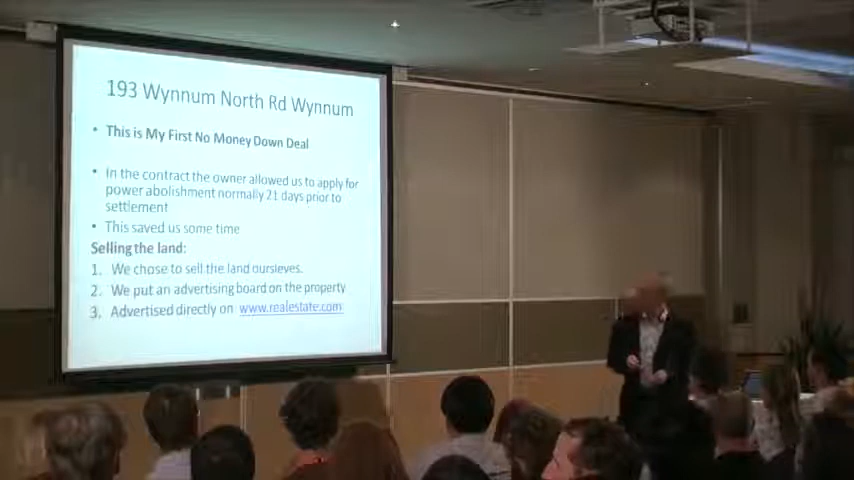 193 Wynnum North Rd Wynnum
• This is My First No Money Down Deal
• In the contract the owner allowed us to apply for
power abolishment normally 21 days prior to
settlement
• This saved us some time
Selling the land:
1. We chose to sell the land ourselves.
2. We put an advertising board on the property
3. Advertised directly on www.realestate.com